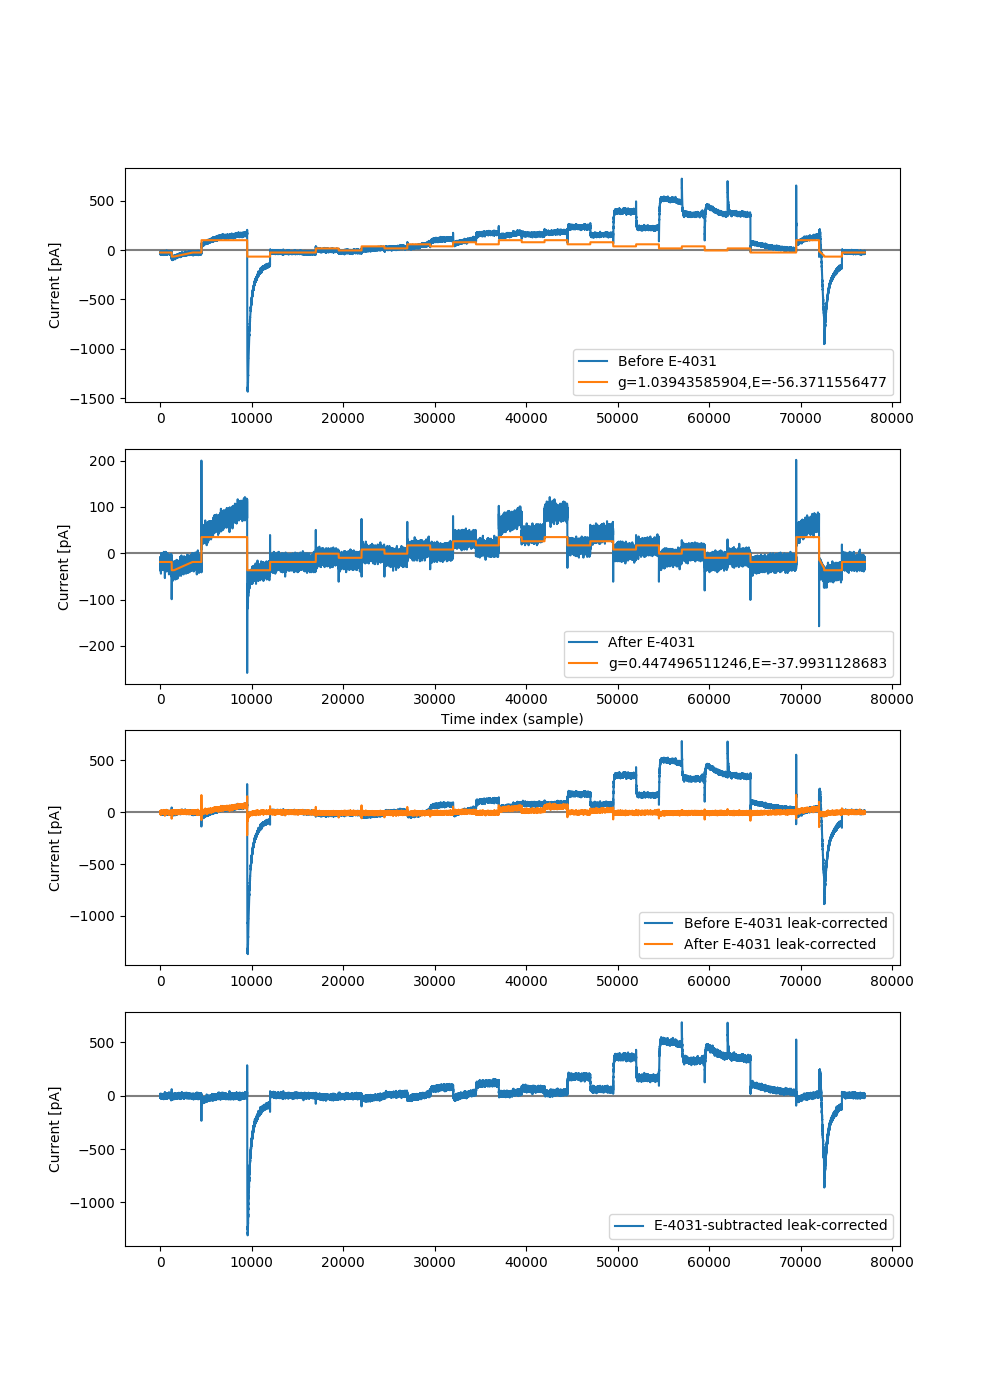 500
0
−500
−1000
−1500
Current [pA]
Before E-4031
g=1.03943585904,E=-56.3711556477
0 10000 20000 30000 40000 50000 60000 70000 80000
200
100
0
−100
−200
Current [pA]
After E-4031
g=0.447496511246,E=-37.9931128683
0 10000 20000 30000 40000 50000 60000 70000 80000
Time index (sample)
500
0
−500
−1000
Current [pA]
Before E-4031 leak-corrected
After E-4031 leak-corrected
0 10000 20000 30000 40000 50000 60000 70000 80000
500
0
−500
−1000
Current [pA]
E-4031-subtracted leak-corrected
0 10000 20000 30000 40000 50000 60000 70000 80000